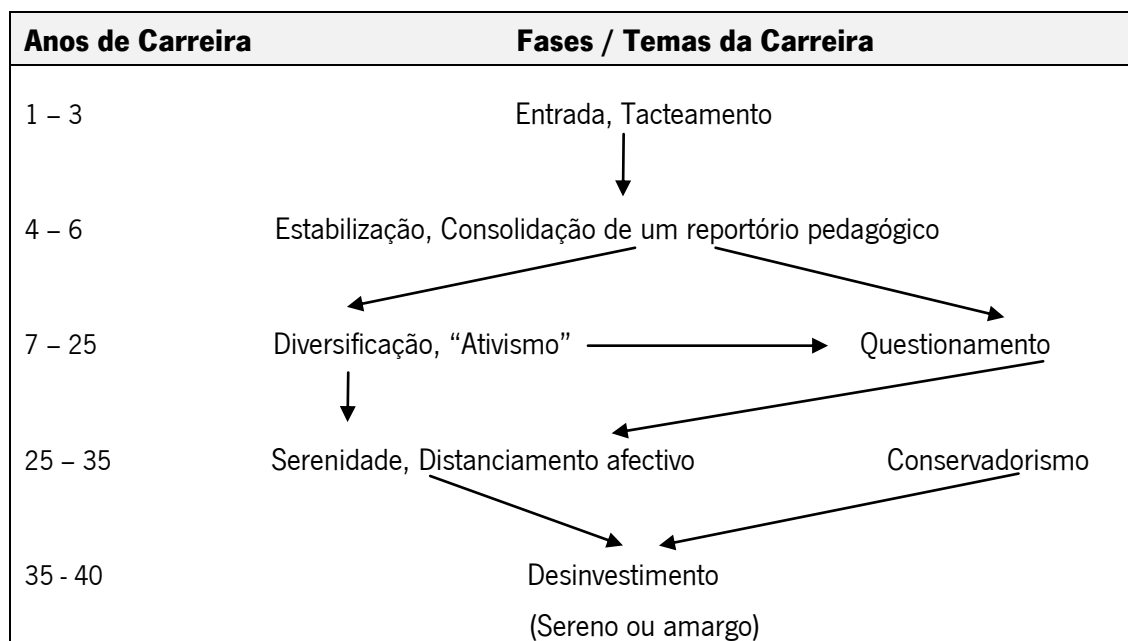 Anos de Carreira Fases / Temas da Carreira
1 – 3 Entrada, Tacteamento
4 – 6 Estabilização, Consolidação de um reportório pedagógico
7 – 25 Diversificação, “Ativismo” Questionamento
25 – 35 Serenidade, Distanciamento afectivo Conservadorismo
35 - 40 Desinvestimento
(Sereno ou amargo)